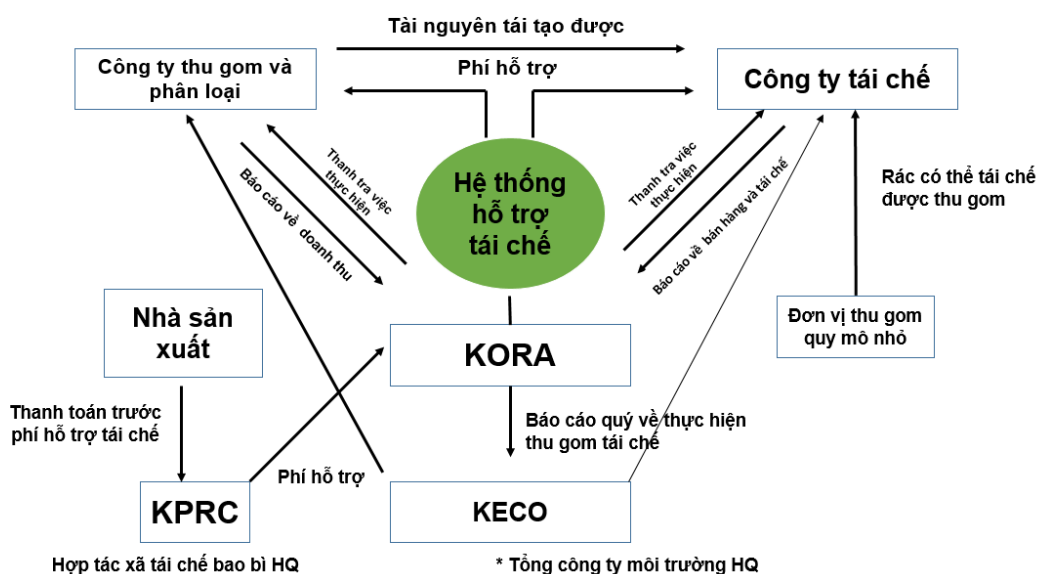 Tài nguyên tái tạo được
Công ty thu gom và
phân loại
Phí hỗ trợ
Công ty tái chế
Thanh tra việc
thực hiện
Báo cáo về doanh thu
Hệ thống
hỗ trợ
tái chế
Thanh tra việc
thực hiện
Báo cáo về bán hàng và tái chế
Rác có thể tái chế
được thu gom
Nhà sản
xuất
KORA
Đơn vị thu gom
quy mô nhỏ
Thanh toán trước
phí hỗ trợ tái chế
Báo cáo quý về thực hiện
thu gom tái chế
Phí hỗ trợ
KPRC
KECO
Hợp tác xã tái chế bao bì HQ
* Tổng công ty môi trường HQ